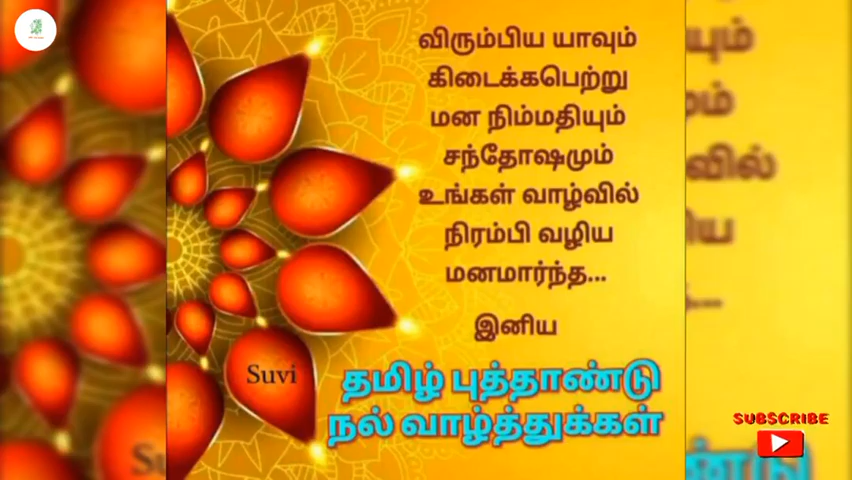 விரும்பிய யாவும்
கிடைக்கபெற்று
மன நிம்மதியும்
சந்தோஷமும்
உங்கள் வாழ்வில்
நிரம்பி வழிய
மனமார்ந்த...
இனிய
தமிழ் புத்தாண்டு
நல் வாழ்த்துக்கள்
Suvi
SUBSCRIBE